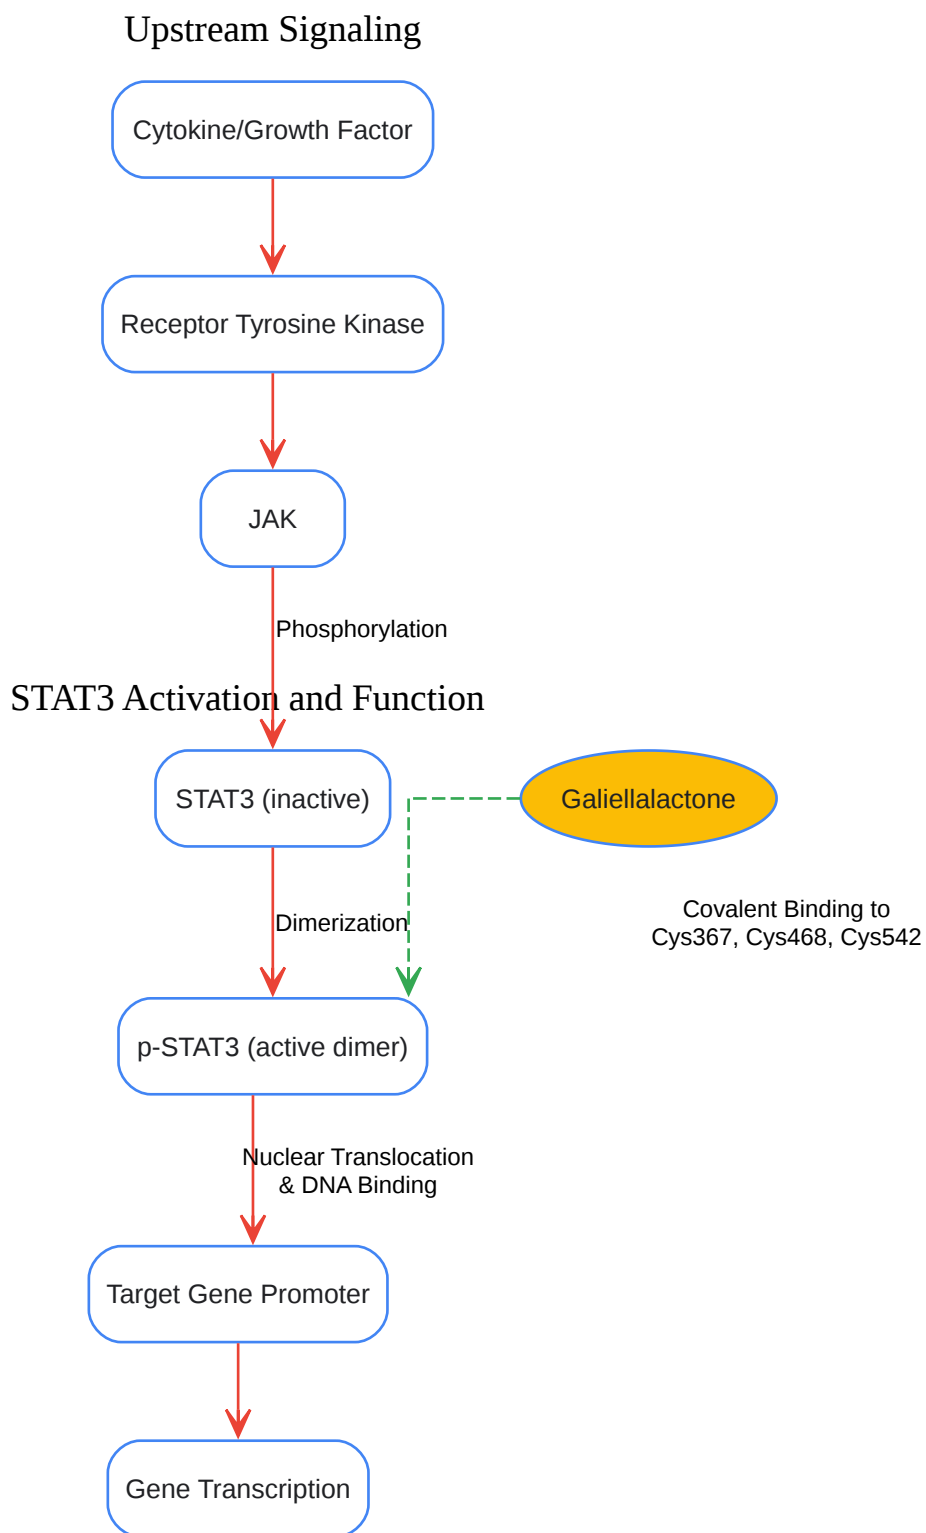 Upstream Signaling
Cytokine/Growth Factor
Receptor Tyrosine Kinase
JAK
Phosphorylation
STAT3 Activation and Function
STAT3 (inactive)
Galiellalactone
Dimerization
Covalent Binding to
Cys367, Cys468, Cys542
p-STAT3 (active dimer)
Nuclear Translocation
& DNA Binding
Target Gene Promoter
Gene Transcription